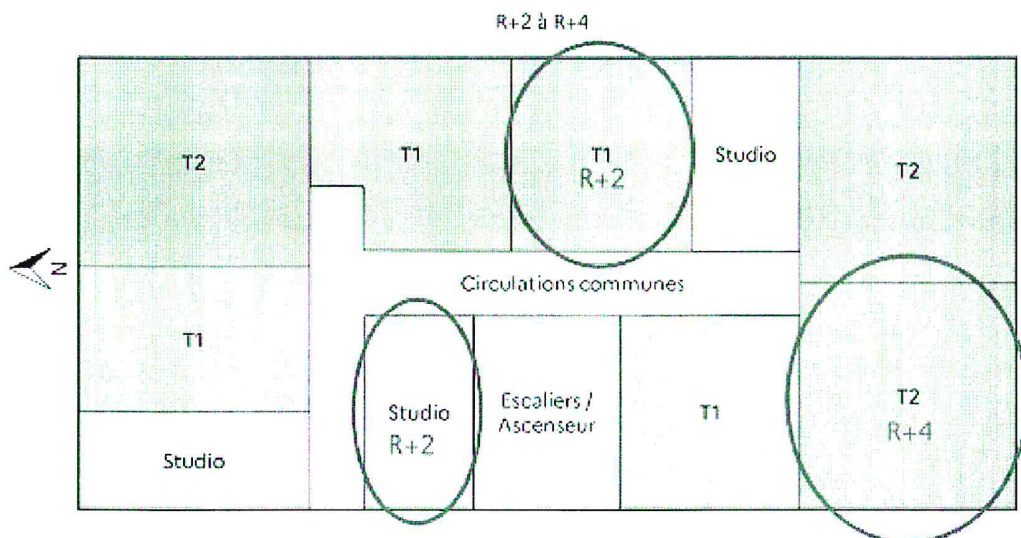 R+2 à R+4
T2
T1
T1
R+2
Studio
T2
N
Circulations communes
T1
Studio
R+2
Escaliers /
Ascenseur
T1
T2
R+4
Studio